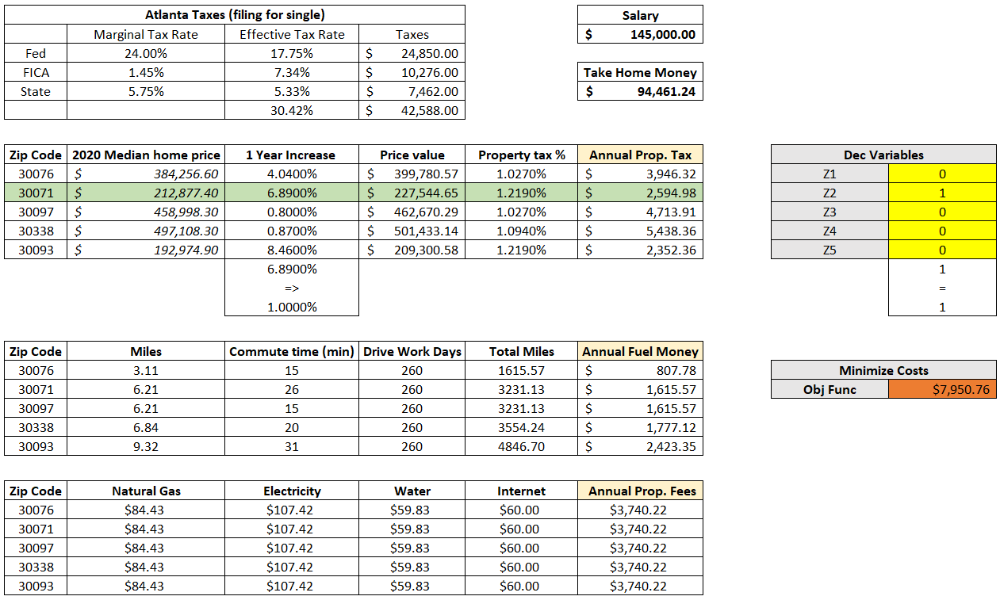 Atlanta Taxes (filing for single) Salary
Marginal Tax Rate Effective Tax Rate Taxes $ 145,000.00
Fed 24.00% 17.75% $ 24,850.00
FICA 1.45% 7.34% $ 10,276.00 Take Home Money
State 5.75% 5.33% $ 7,462.00 $ 94,461.24
30.42% $ 42,588.00
Zip Code 2020 Median home price 1 Year Increase Price value Property tax % Annual Prop. Tax Dec Variables
30076 $ 384,256.60 4.0400% $ 399,780.57 1.0270% $ 3,946.32 Z1 0
30071 $ 212,877.40 6.8900% $ 227,544.65 1.2190% $ 2,594.98 Z2 1
30097 $ 458,998.30 0.8000% $ 462,670.29 1.0270% $ 4,713.91 Z3 0
30338 $ 497,108.30 0.8700% $ 501,433.14 1.0940% $ 5,438.36 Z4 0
30093 $ 192,974.90 8.4600% $ 209,300.58 1.2190% $ 2,352.36 Z5 0
6.8900% 1
=> =
1.0000% 1
Zip Code Miles Commute time (min) Drive Work Days Total Miles Annual Fuel Money
30076 3.11 15 260 1615.57 $ 807.78 Minimize Costs
30071 6.21 26 260 3231.13 $ 1,615.57 Obj Func $7,950.76
30097 6.21 15 260 3231.13 $ 1,615.57
30338 6.84 20 260 3554.24 $ 1,777.12
30093 9.32 31 260 4846.70 $ 2,423.35
Zip Code Natural Gas Electricity Water Internet Annual Prop. Fees
30076 $84.43 $107.42 $59.83 $60.00 $3,740.22
30071 $84.43 $107.42 $59.83 $60.00 $3,740.22
30097 $84.43 $107.42 $59.83 $60.00 $3,740.22
30338 $84.43 $107.42 $59.83 $60.00 $3,740.22
30093 $84.43 $107.42 $59.83 $60.00 $3,740.22